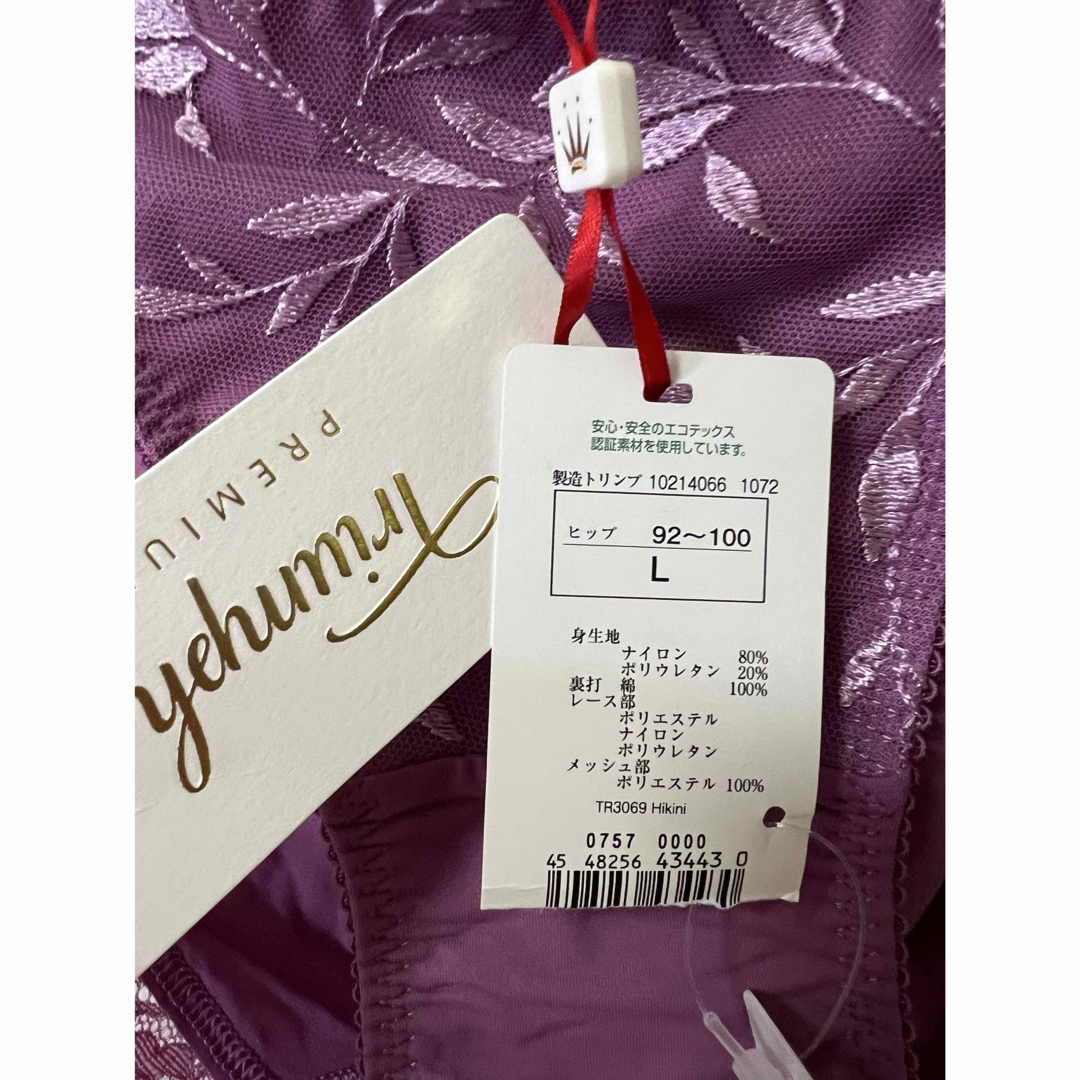 PREMIU
Triumph
安心・安全のエコテックス
認証素材を使用しています。
製造トリンプ 10214066 1072
ヒップ 92〜100
L
身生地
ナイロン 80%
ポリウレタン 20%
裏打 綿 100%
レース部
ポリエステル
ナイロン
ポリウレタン
メッシュ部
ポリエステル 100%
TR3069 Hikini
0757 0000
45 48256 43443 0